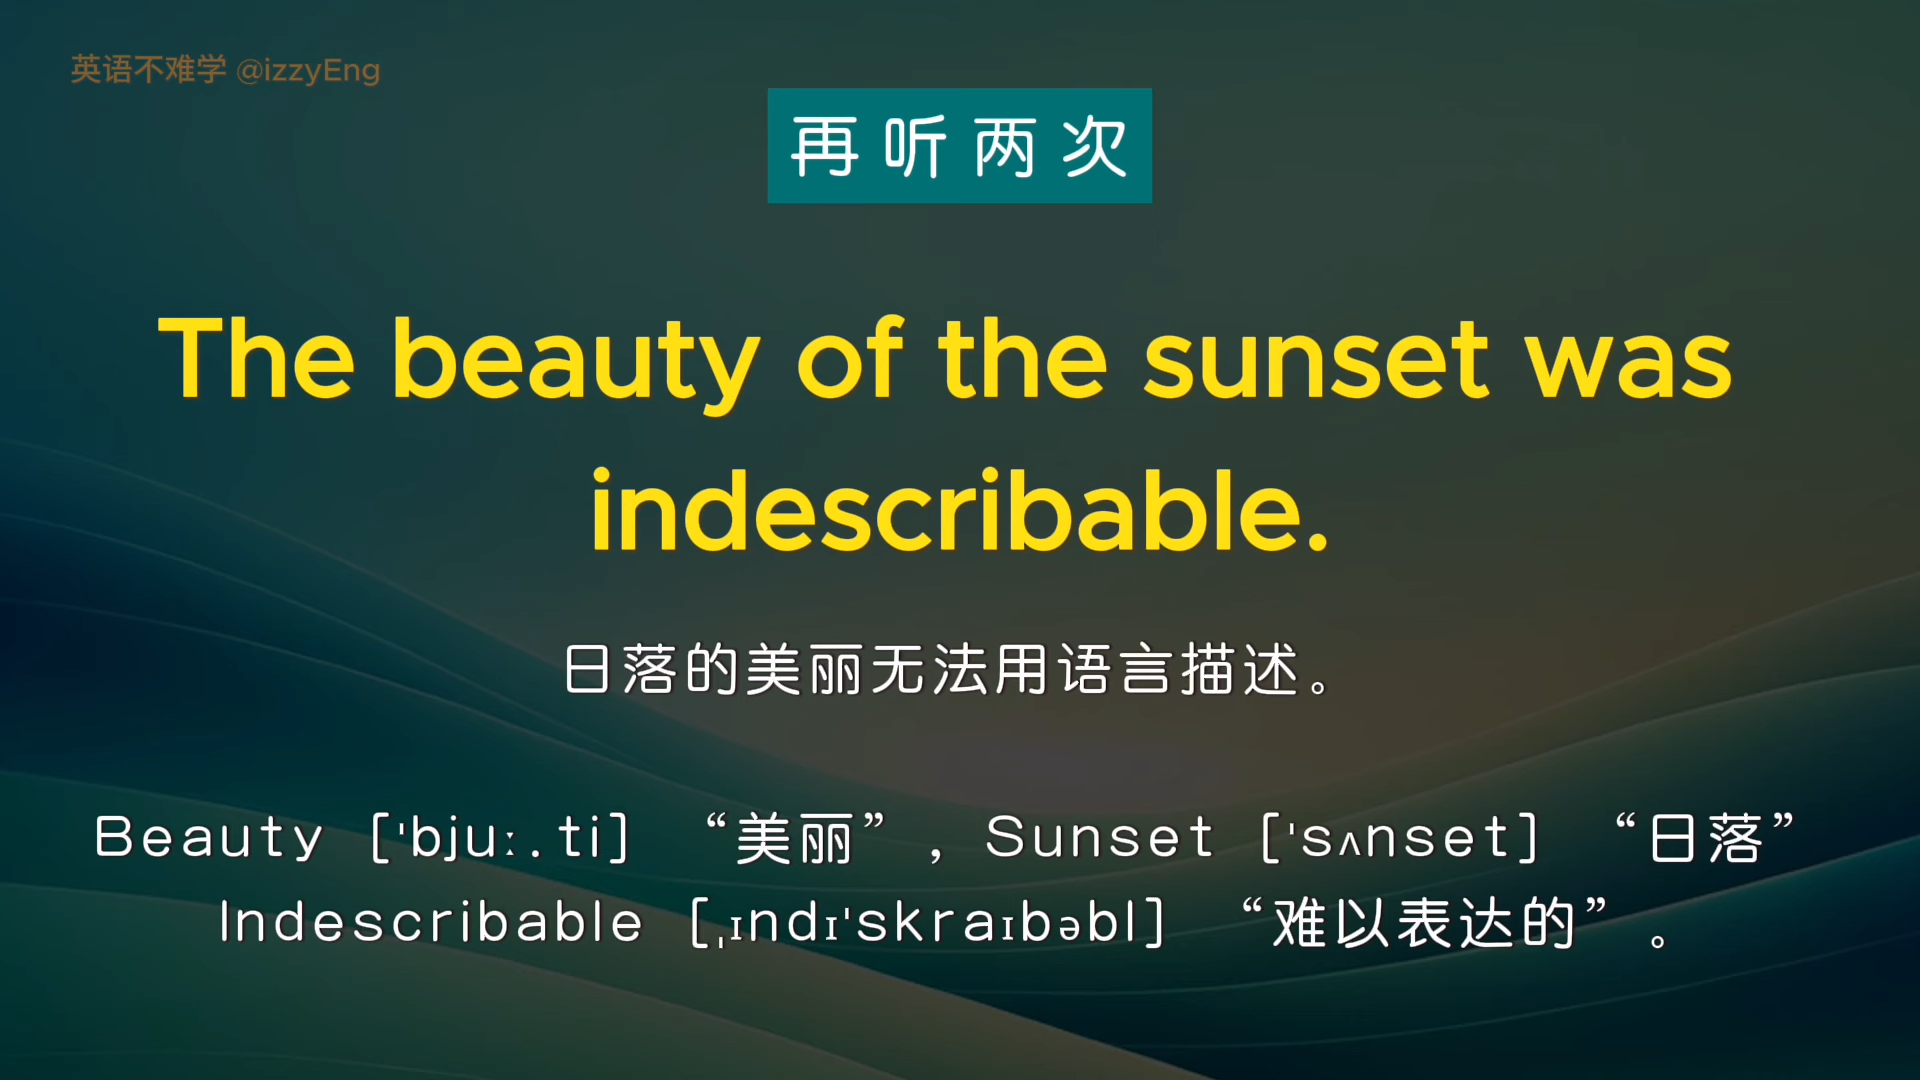 英语不难学 @izzyEng
再听两次
The beauty of the sunset was
indescribable.
日落的美丽无法用语言描述。
Beauty ['bjuː.ti] “美丽”，Sunset ['sʌnset] “日落”
Indescribable [ˌɪndɪ'skraɪbəbl] “难以表达的”。